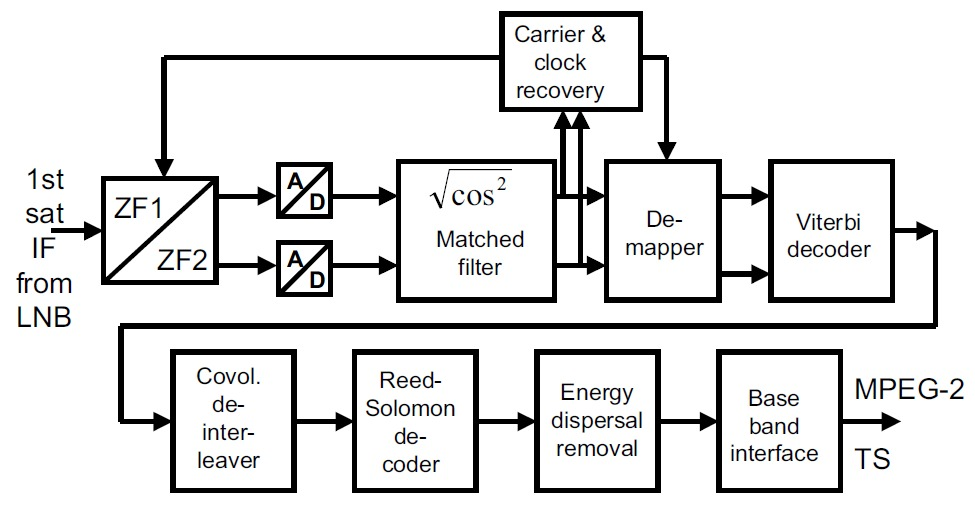 Carrier &
clock
recovery
1st
sat
IF
from
LNB
ZF1
ZF2
A
D
A
D
√cos²
Matched
filter
De-
mapper
Viterbi
decoder
Covol.
de-
inter-
leaver
Reed-
Solomon
de-
coder
Energy
dispersal
removal
Base
band
interface
MPEG-2
TS